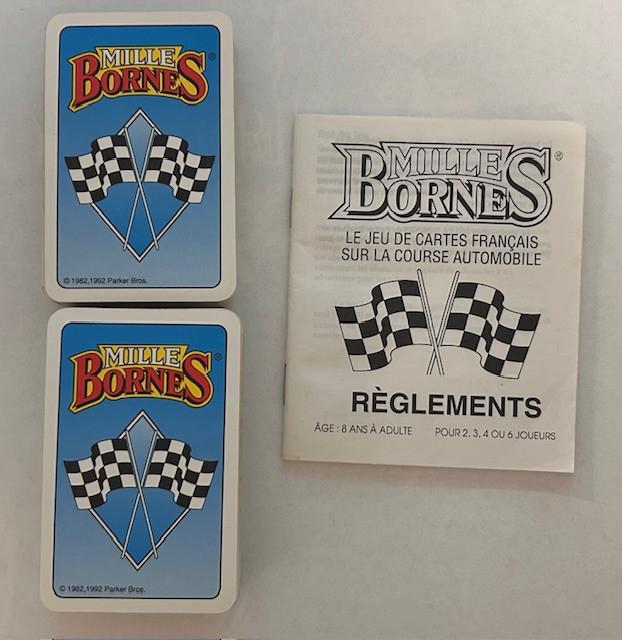 MILLE
BORNES®
© 1982,1992 Parker Bros.
MILLE
BORNES®
© 1982,1992 Parker Bros.
MILLE
BORNES®
LE JEU DE CARTES FRANÇAIS
SUR LA COURSE AUTOMOBILE
RÈGLEMENTS
ÂGE : 8 ANS À ADULTE POUR 2, 3, 4 OU 6 JOUEURS